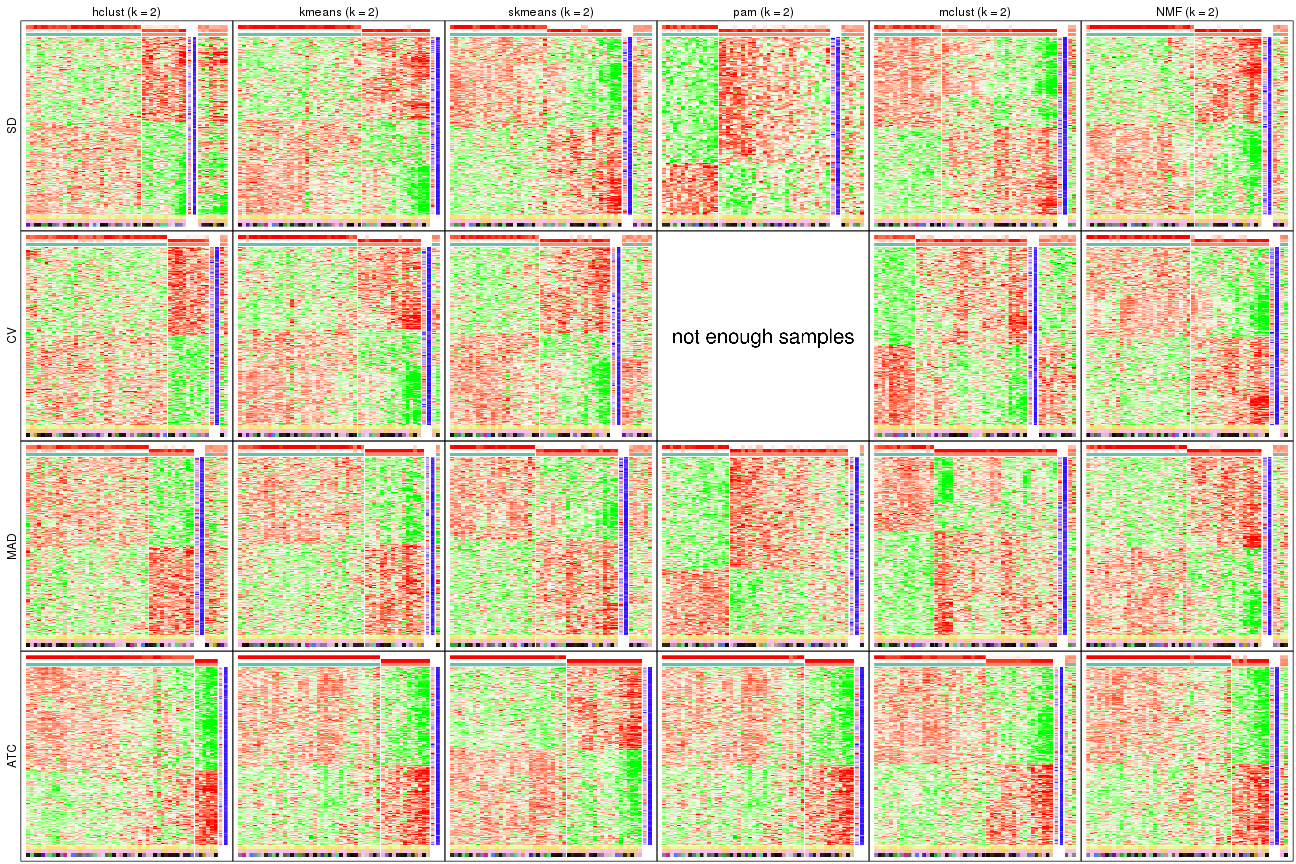 hclust (k = 2) kmeans (k = 2) skmeans (k = 2) pam (k = 2) mclust (k = 2) NMF (k = 2)
SD
CV
not enough samples
MAD
ATC